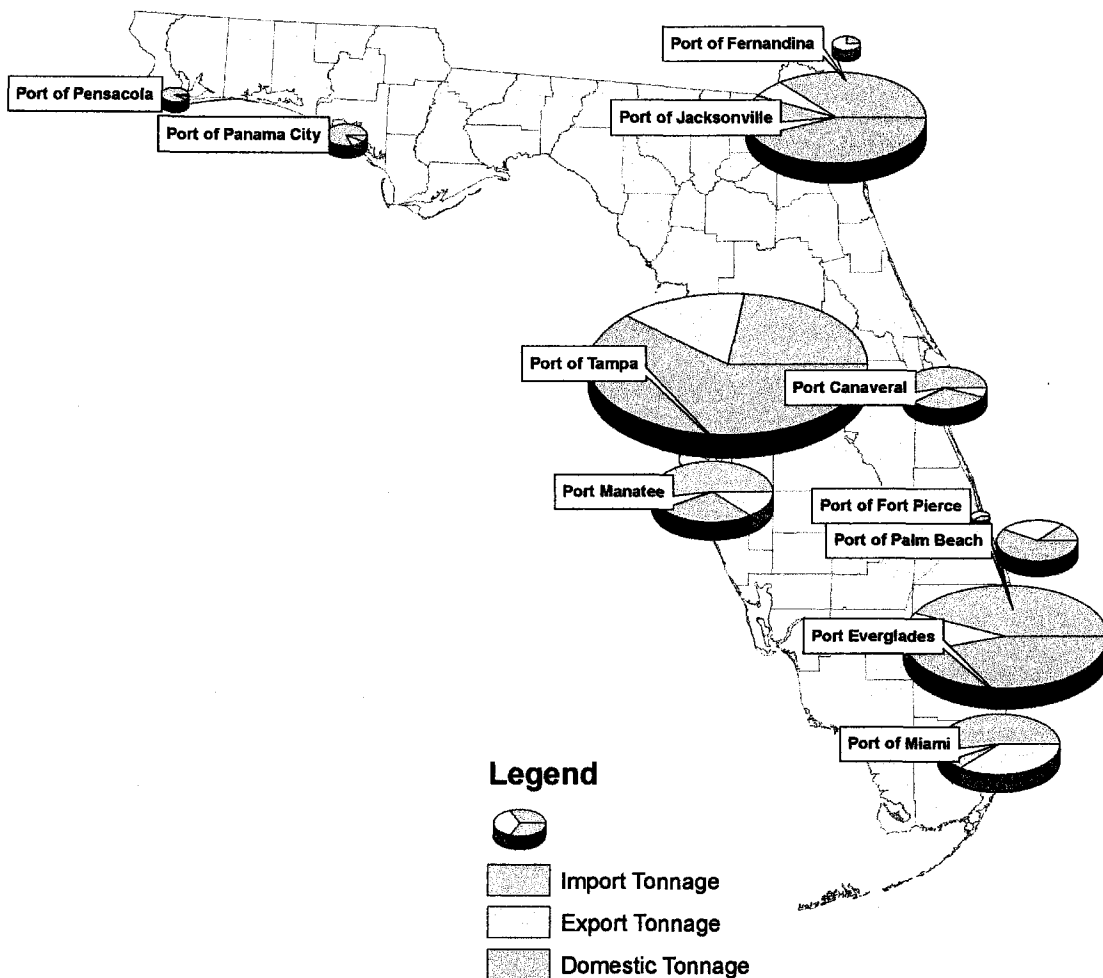 Port of Fernandina
Port of Pensacola
Port of Jacksonville
Port of Panama City
Port of Tampa
Port Canaveral
Port Manatee
Port of Fort Pierce
Port of Palm Beach
Port Everglades
Port of Miami
Legend
Import Tonnage
Export Tonnage
Domestic Tonnage